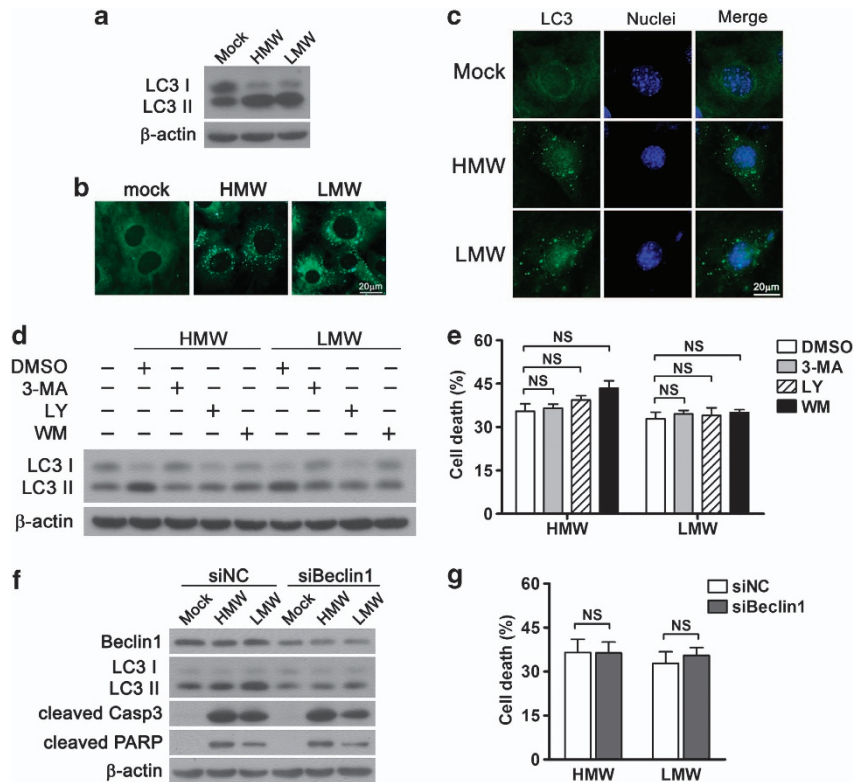 a
Mock HMW LMW
LC3 I
LC3 II
β-actin
b
mock HMW LMW
20μm
c
LC3 Nuclei Merge
Mock
HMW
LMW
20μm
d
HMW LMW
DMSO – + – – – + – – –
3-MA – – + – – – + – –
LY – – – + – – – + –
WM – – – – + – – – +
LC3 I
LC3 II
β-actin
e
Cell death (%)
60
45
30
15
0
NS
NS
NS
NS
NS
NS
HMW LMW
DMSO
3-MA
LY
WM
f
siNC siBeclin1
Mock HMW LMW Mock HMW LMW
Beclin1
LC3 I
LC3 II
cleaved Casp3
cleaved PARP
β-actin
g
Cell death (%)
60
45
30
15
0
NS NS
HMW LMW
siNC
siBeclin1